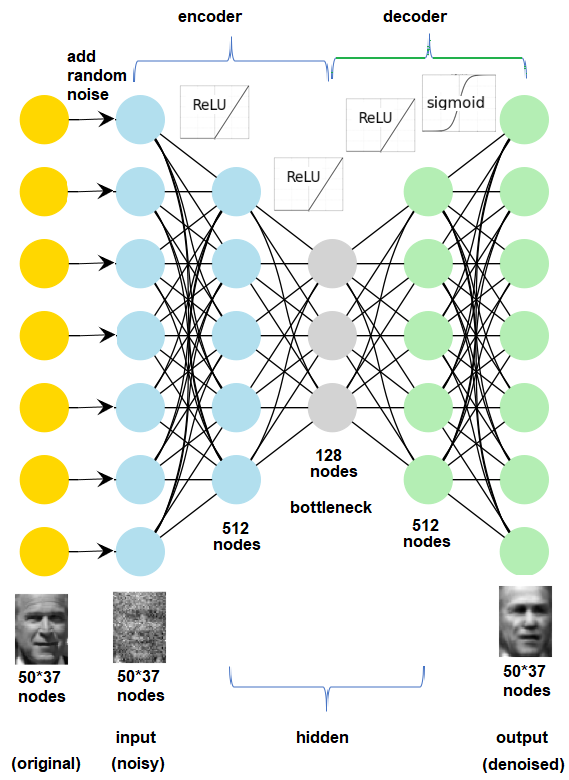 encoder
decoder
add
random
noise
ReLU
ReLU
ReLU
sigmoid
128
nodes
bottleneck
512
nodes
512
nodes
50*37
nodes
50*37
nodes
50*37
nodes
(original)
input
(noisy)
hidden
output
(denoised)